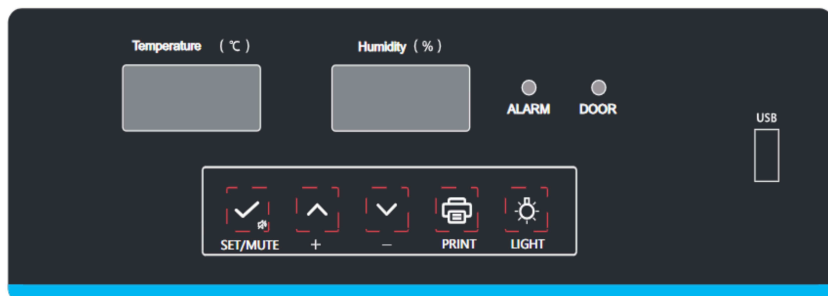 Temperature (℃)
Humidity (%)
ALARM
DOOR
USB
SET/MUTE
+
−
PRINT
LIGHT